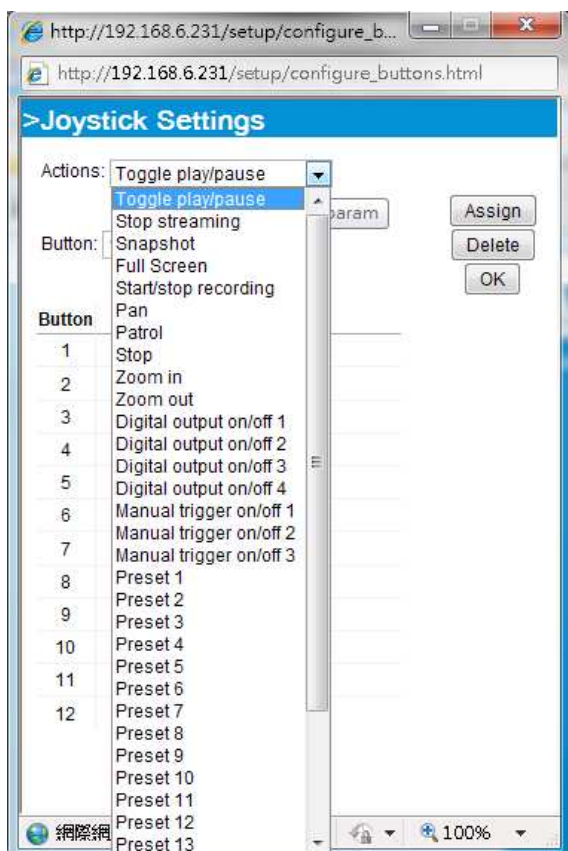 http://192.168.6.231/setup/configure_b...
http://192.168.6.231/setup/configure_buttons.html
>Joystick Settings
Actions: Toggle play/pause
Toggle play/pause
Stop streaming
Snapshot
Full Screen
Start/stop recording
Pan
Patrol
Stop
Zoom in
Zoom out
Digital output on/off 1
Digital output on/off 2
Digital output on/off 3
Digital output on/off 4
Manual trigger on/off 1
Manual trigger on/off 2
Manual trigger on/off 3
Preset 1
Preset 2
Preset 3
Preset 4
Preset 5
Preset 6
Preset 7
Preset 8
Preset 9
Preset 10
Preset 11
Preset 12
Preset 13
param
Assign
Button:
Delete
OK
Button
1
2
3
4
5
6
7
8
9
10
11
12
網際網
100%